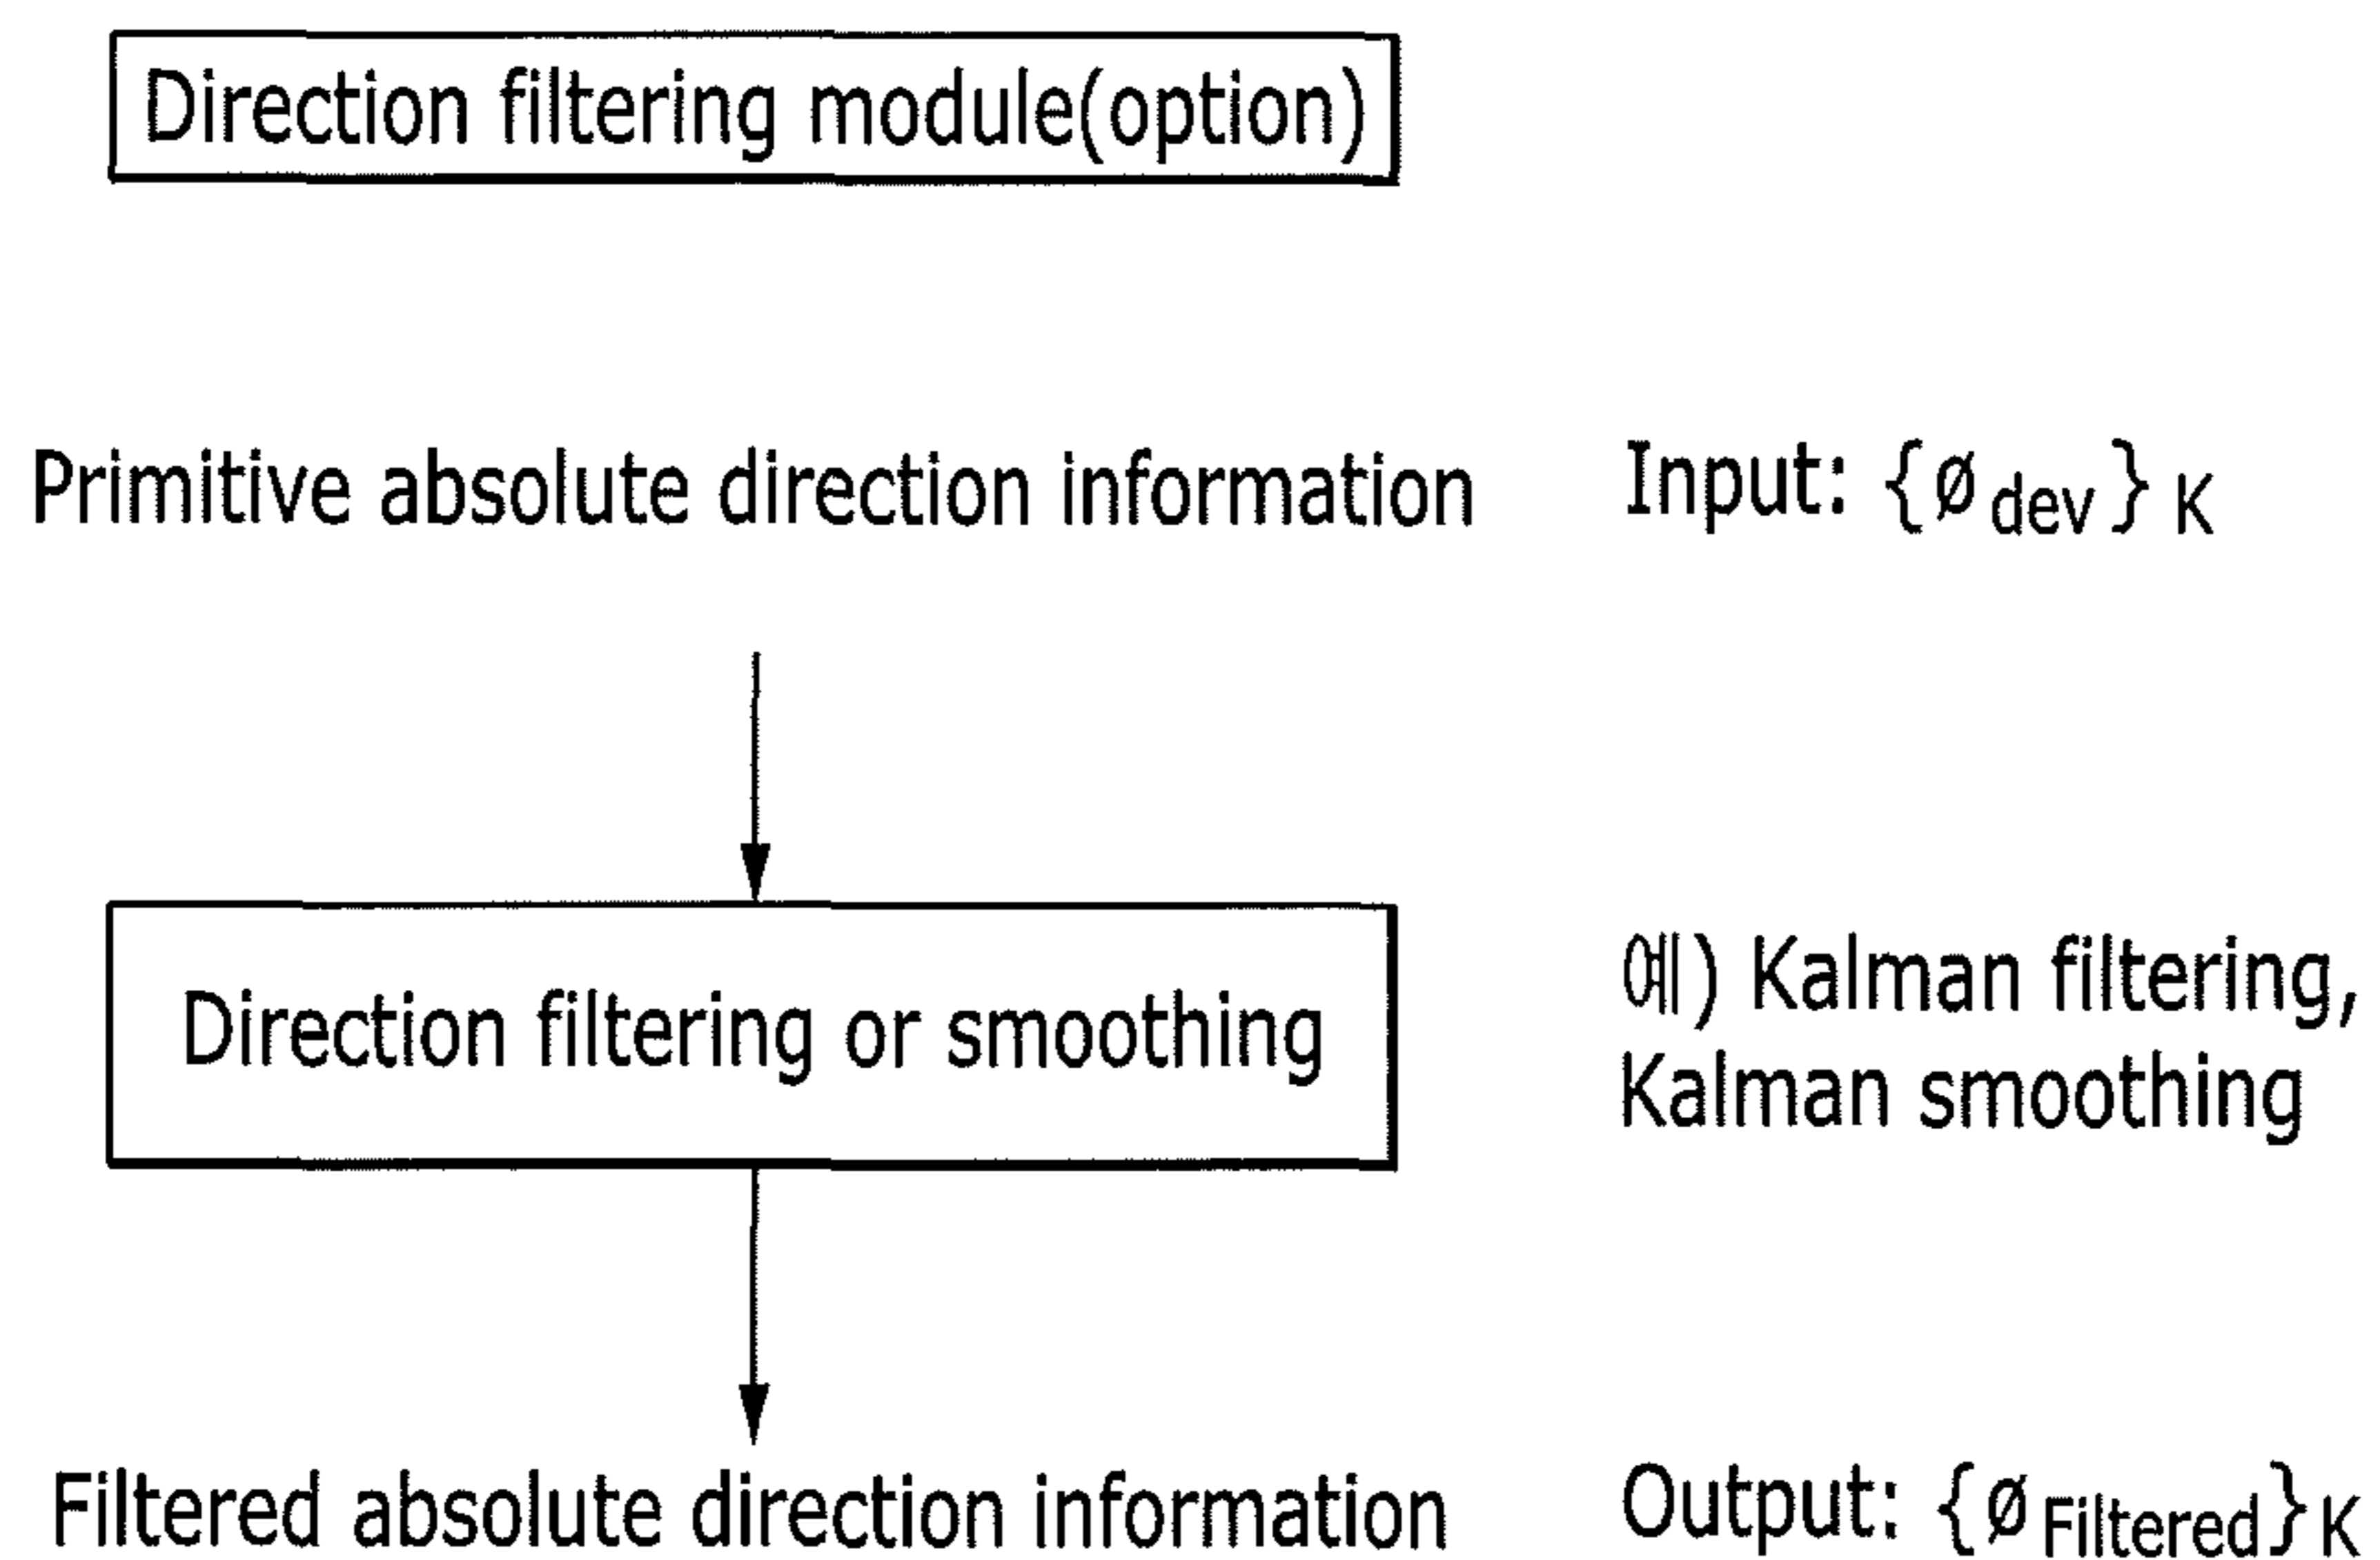 Direction filtering module(option)
Primitive absolute direction information
Input: {ø dev} K
Direction filtering or smoothing
예) Kalman filtering,
Kalman smoothing
Filtered absolute direction information
Output: {ø Filtered} K